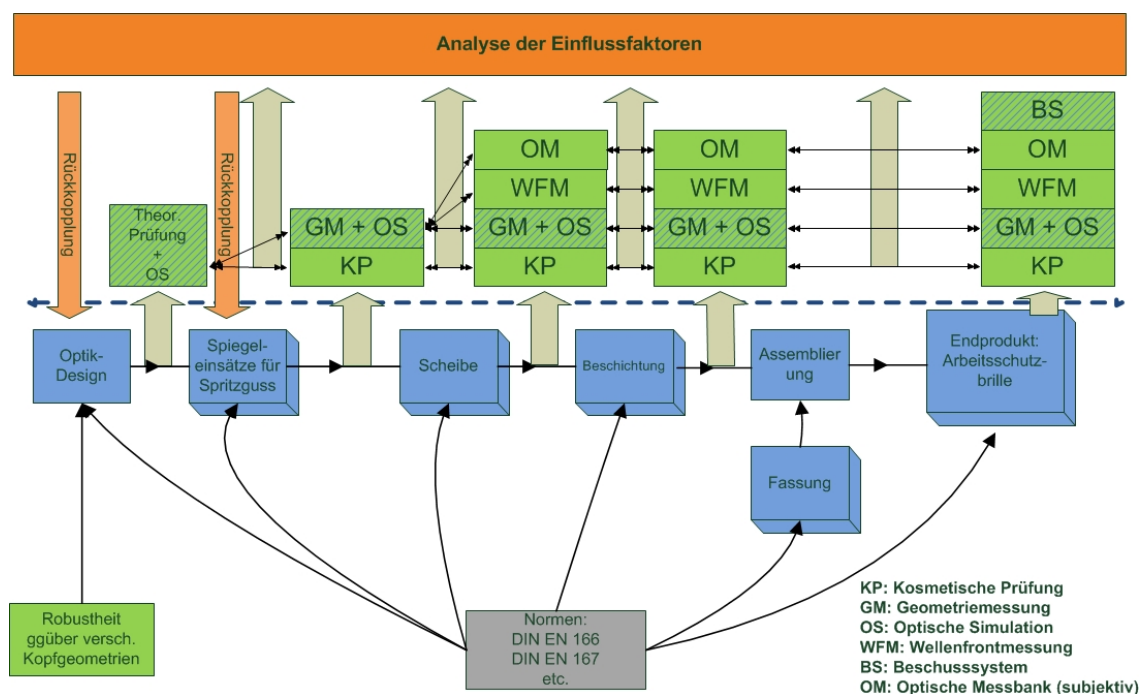 Analyse der Einflussfaktoren
Rückkopplung
Rückkopplung
Theor.
Prüfung
+
OS
GM + OS
KP
OM
WFM
GM + OS
KP
OM
WFM
GM + OS
KP
BS
OM
WFM
GM + OS
KP
Optik-
Design
Spiegel-
einsätze für
Spritzguss
Scheibe
Beschichtung
Assemblier
ung
Endprodukt:
Arbeitsschutz-
brille
Fassung
Robustheit
ggüber versch.
Kopfgeometrien
Normen:
DIN EN 166
DIN EN 167
etc.
KP: Kosmetische Prüfung
GM: Geometriemessung
OS: Optische Simulation
WFM: Wellenfrontmessung
BS: Beschusssystem
OM: Optische Messbank (subjektiv)